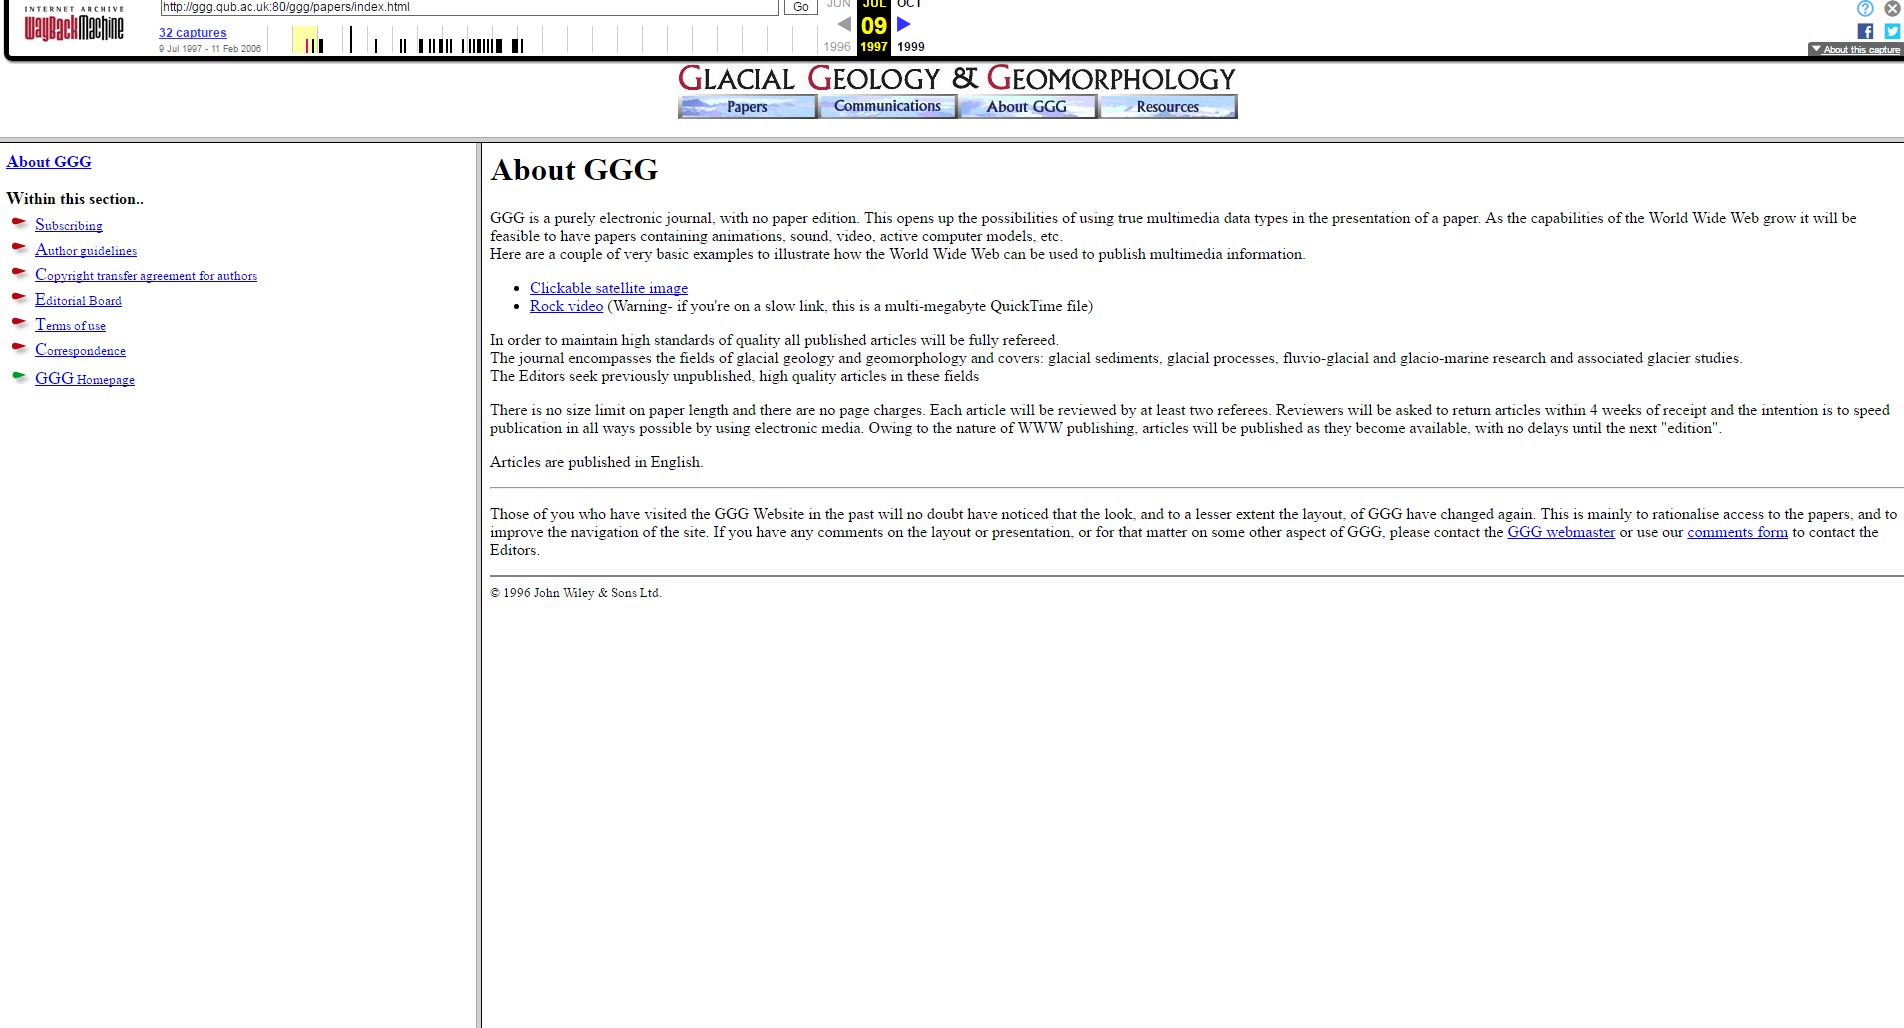 INTERNET ARCHIVE
WayBackMachine
http://ggg.qub.ac.uk:80/ggg/papers/index.html
Go
JUN JUL OCT
09
32 captures
9 Jul 1997 - 11 Feb 2006
1996 1997 1999
About this capture
GLACIAL GEOLOGY & GEOMORPHOLOGY
Papers Communications About GGG Resources
About GGG
Within this section..
Subscribing
Author guidelines
Copyright transfer agreement for authors
Editorial Board
Terms of use
Correspondence
GGG Homepage
About GGG
GGG is a purely electronic journal, with no paper edition. This opens up the possibilities of using true multimedia data types in the presentation of a paper. As the capabilities of the World Wide Web grow it will be
feasible to have papers containing animations, sound, video, active computer models, etc.
Here are a couple of very basic examples to illustrate how the World Wide Web can be used to publish multimedia information.
Clickable satellite image
Rock video (Warning- if you're on a slow link, this is a multi-megabyte QuickTime file)
In order to maintain high standards of quality all published articles will be fully refereed.
The journal encompasses the fields of glacial geology and geomorphology and covers: glacial sediments, glacial processes, fluvio-glacial and glacio-marine research and associated glacier studies.
The Editors seek previously unpublished, high quality articles in these fields
There is no size limit on paper length and there are no page charges. Each article will be reviewed by at least two referees. Reviewers will be asked to return articles within 4 weeks of receipt and the intention is to speed
publication in all ways possible by using electronic media. Owing to the nature of WWW publishing, articles will be published as they become available, with no delays until the next "edition".
Articles are published in English.
Those of you who have visited the GGG Website in the past will no doubt have noticed that the look, and to a lesser extent the layout, of GGG have changed again. This is mainly to rationalise access to the papers, and to
improve the navigation of the site. If you have any comments on the layout or presentation, or for that matter on some other aspect of GGG, please contact the GGG webmaster or use our comments form to contact the
Editors.
© 1996 John Wiley & Sons Ltd.